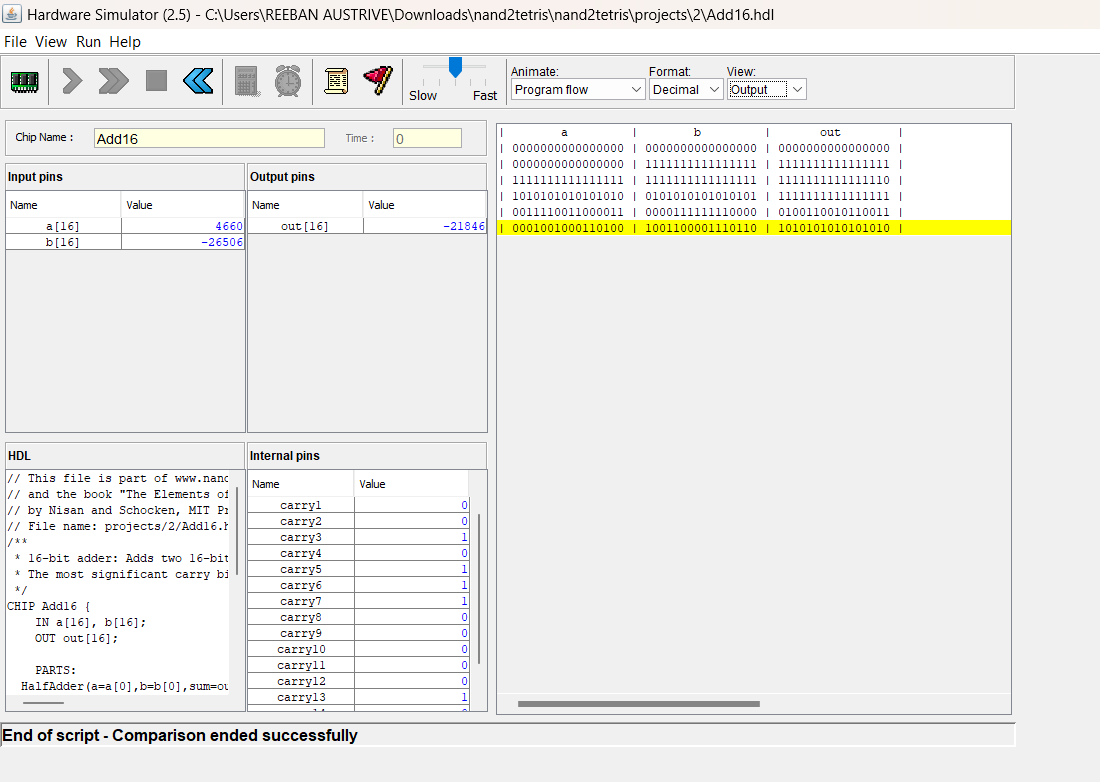 Hardware Simulator (2.5) - C:\Users\REEBAN AUSTRIVE\Downloads\nand2tetris\nand2tetris\projects\2\Add16.hdl
File View Run Help
Slow Fast
Animate: Format: View:
Program flow Decimal Output
Chip Name : Add16 Time : 0
Input pins
Name Value
a[16] 4660
b[16] -26506
Output pins
Name Value
out[16] -21846
| a | b | out |
| 0000000000000000 | 0000000000000000 | 0000000000000000 |
| 0000000000000000 | 1111111111111111 | 1111111111111111 |
| 1111111111111111 | 1111111111111111 | 1111111111111110 |
| 1010101010101010 | 0101010101010101 | 1111111111111111 |
| 0011110011000011 | 0000111111110000 | 0100110010110011 |
| 0001001000110100 | 1001100001110110 | 1010101010101010 |
HDL
// This file is part of www.nand
// and the book "The Elements of
// by Nisan and Schocken, MIT Pr
// File name: projects/2/Add16.h
/**
* 16-bit adder: Adds two 16-bit
* The most significant carry bi
*/
CHIP Add16 {
IN a[16], b[16];
OUT out[16];
PARTS:
HalfAdder(a=a[0],b=b[0],sum=ou
Internal pins
Name Value
carry1 0
carry2 0
carry3 1
carry4 0
carry5 1
carry6 1
carry7 1
carry8 0
carry9 0
carry10 0
carry11 0
carry12 0
carry13 1
End of script - Comparison ended successfully